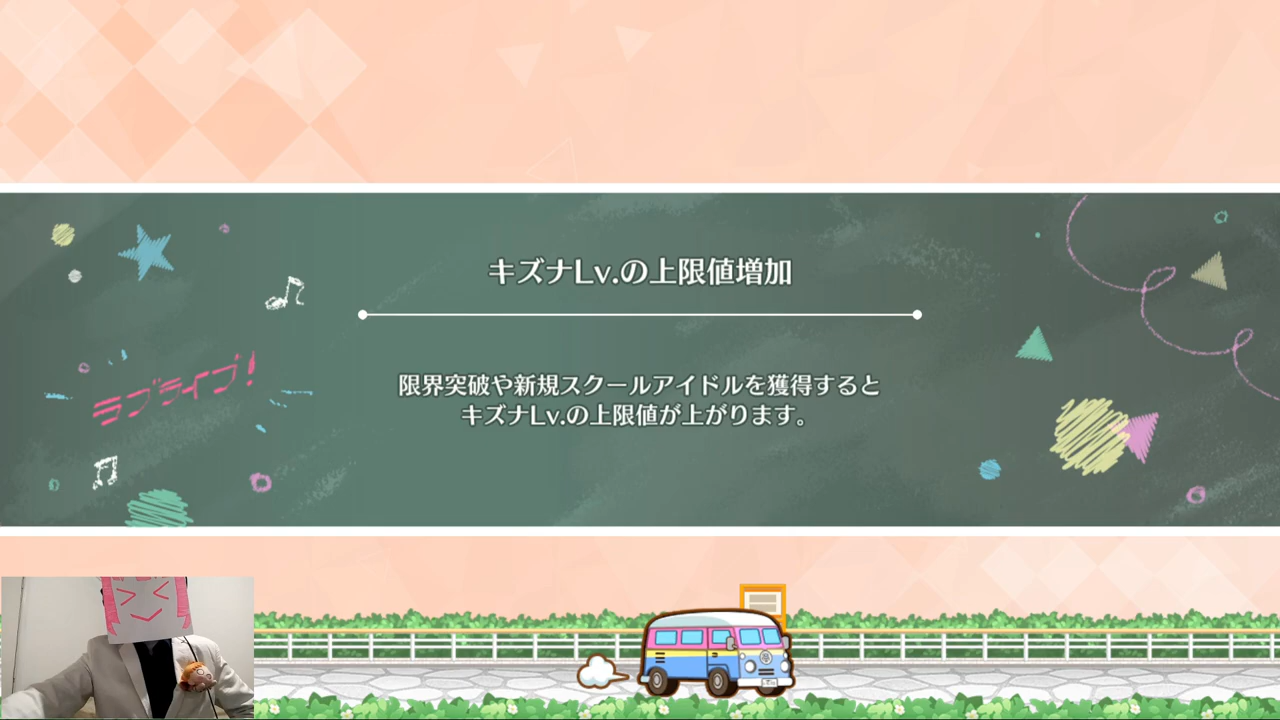 キズナLv.の上限値増加
ラブライブ!
限界突破や新規スクールアイドルを獲得すると
キズナLv.の上限値が上がります。